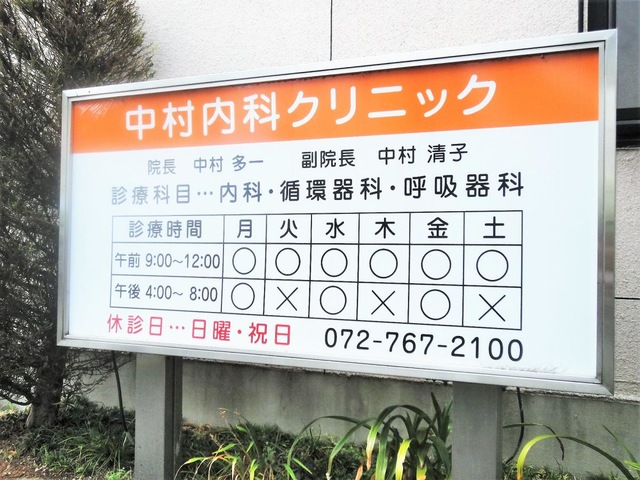 中村内科クリニック
院長 中村 多一 副院長 中村 清子
診療科目…内科・循環器科・呼吸器科
診療時間 月 火 水 木 金 土
午前 9:00〜12:00 ○ ○ ○ ○ ○ ○
午後 4:00〜 8:00 ○ × ○ × ○ ×
休診日…日曜・祝日 072-767-2100